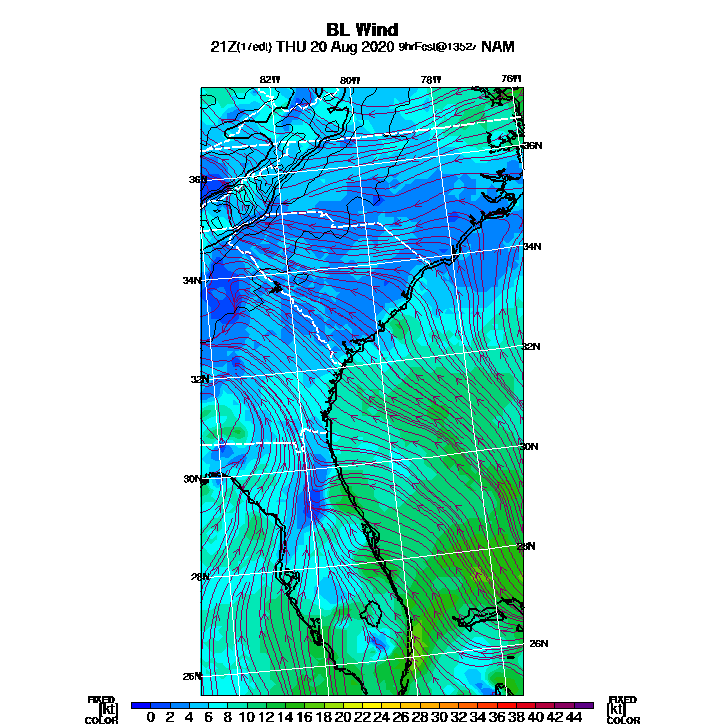 BL Wind
21Z(17edt) THU 20 Aug 2020 9hrFcst@1352z NAM
82W 80W 78W 76W
36N 36N
34N 34N
32N 32N
30N 30N
28N 28N
26N 26N
FIXED FIXED
[kt] 0 2 4 6 8 10 12 14 16 18 20 22 24 26 28 30 32 34 36 38 40 42 44 [kt]
COLOR COLOR